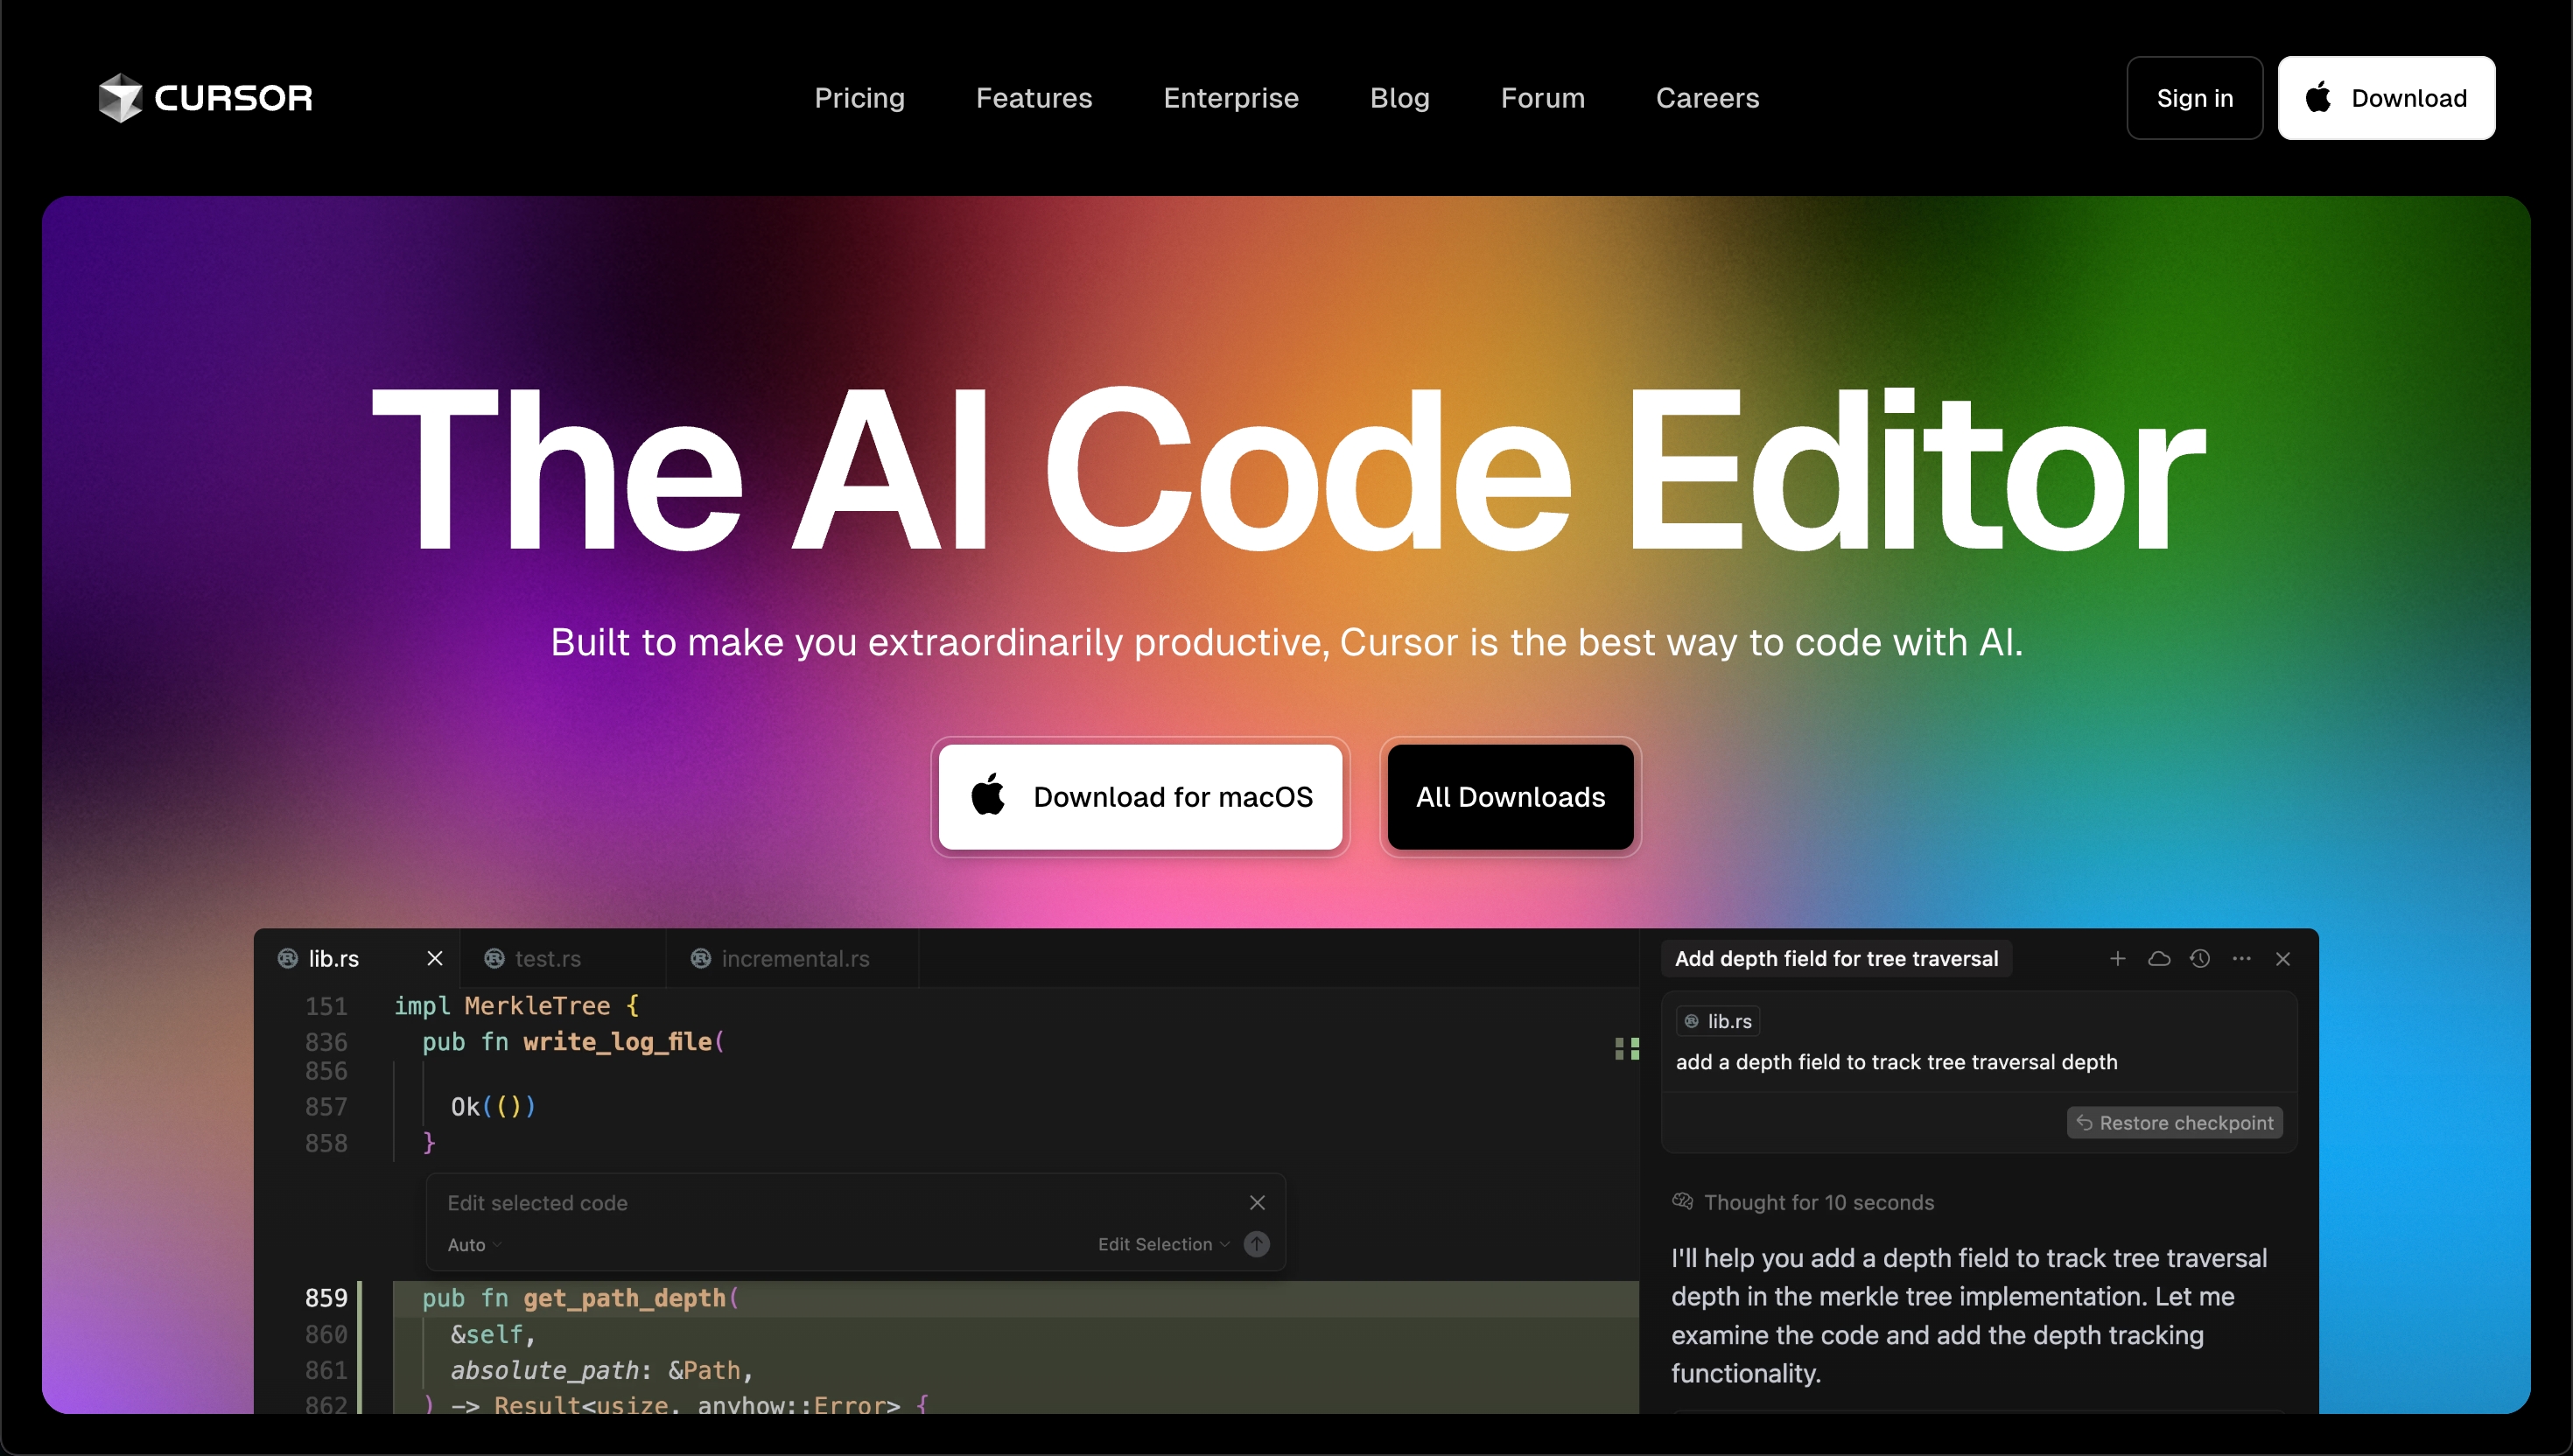 CURSOR
Pricing
Features
Enterprise
Blog
Forum
Careers
Sign in
Download
The AI Code Editor
Built to make you extraordinarily productive, Cursor is the best way to code with AI.
Download for macOS
All Downloads
lib.rs
test.rs
incremental.rs
151 impl MerkleTree {
836 pub fn write_log_file(
856
857 Ok(())
858 }
Edit selected code
Auto
Edit Selection
859 pub fn get_path_depth(
860 &self,
861 absolute_path: &Path,
862 ) -> Result<usize, anyhow::Error> {
Add depth field for tree traversal
lib.rs
add a depth field to track tree traversal depth
Restore checkpoint
Thought for 10 seconds
I'll help you add a depth field to track tree traversal
depth in the merkle tree implementation. Let me
examine the code and add the depth tracking
functionality.